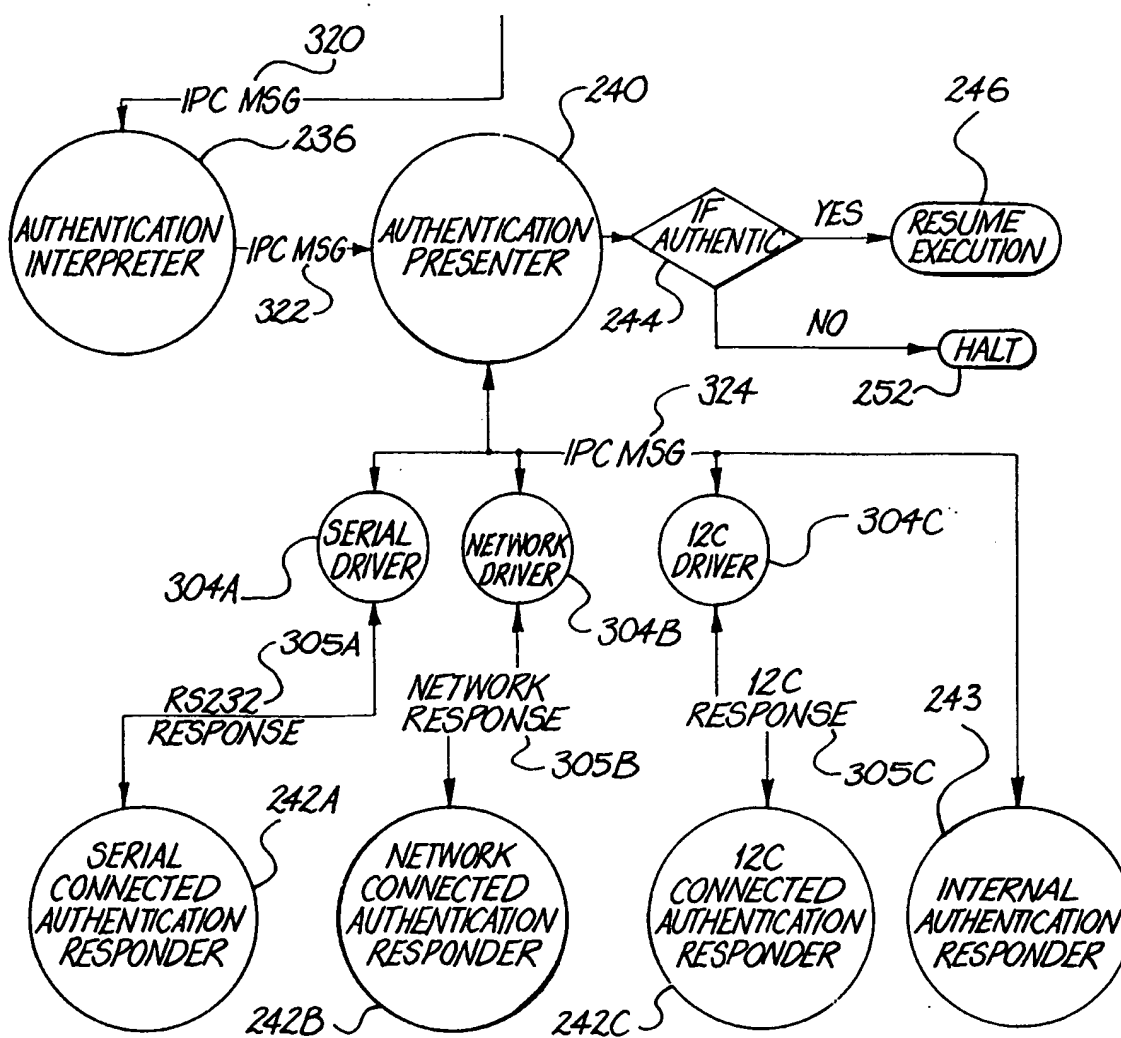 320
IPC MSG
236
240
246
AUTHENTICATION
INTERPRETER
IPC MSG
322
AUTHENTICATION
PRESENTER
IF
AUTHENTIC
244
YES
RESUME
EXECUTION
NO
HALT
252
324
IPC MSG
SERIAL
DRIVER
304A
NETWORK
DRIVER
304B
12C
DRIVER
304C
305A
RS232
RESPONSE
NETWORK
RESPONSE
305B
12C
RESPONSE
305C
243
242A
SERIAL
CONNECTED
AUTHENTICATION
RESPONDER
NETWORK
CONNECTED
AUTHENTICATION
RESPONDER
242B
12C
CONNECTED
AUTHENTICATION
RESPONDER
242C
INTERNAL
AUTHENTICATION
RESPONDER